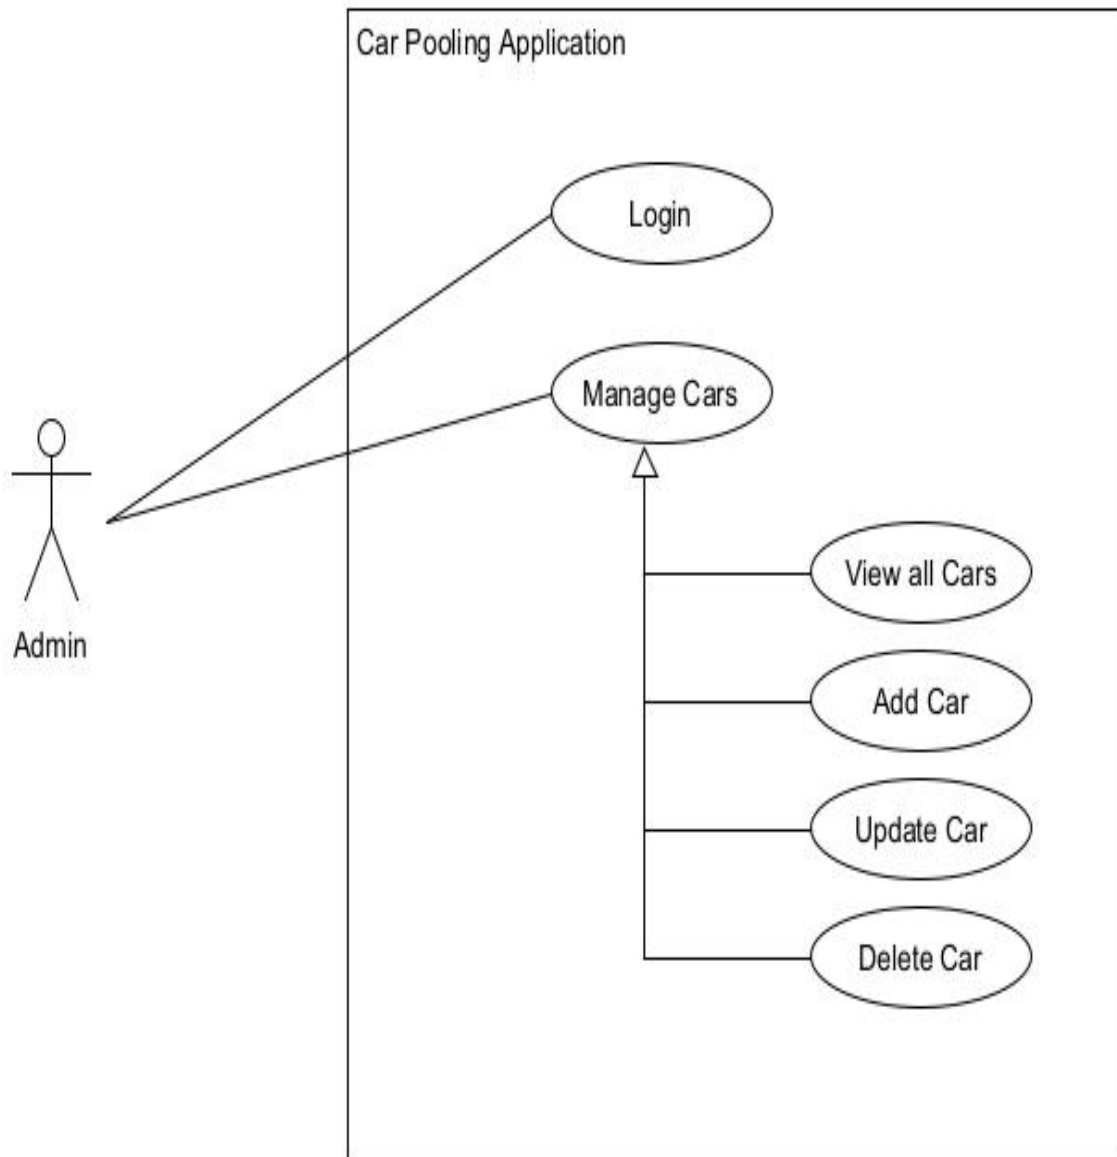 Car Pooling Application
Login
Manage Cars
View all Cars
Admin
Add Car
Update Car
Delete Car